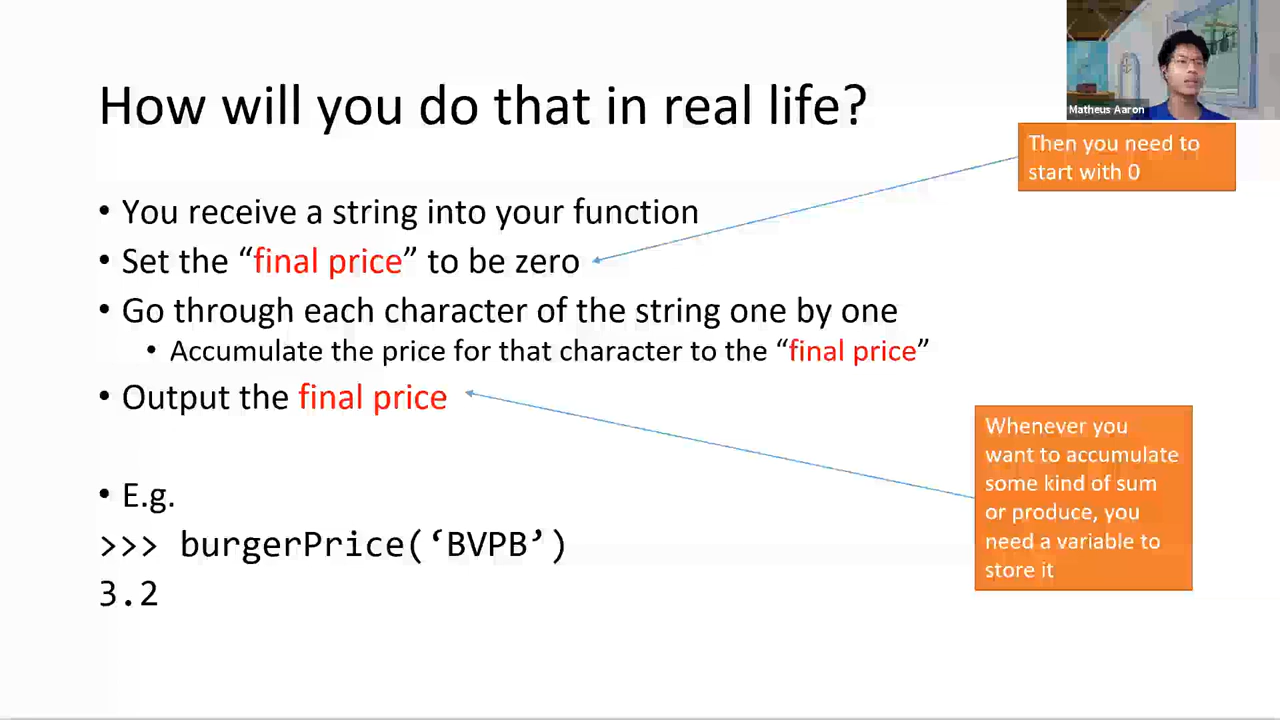 How will you do that in real life?
Matheus Aaron
Then you need to
start with 0
• You receive a string into your function
• Set the “final price” to be zero
• Go through each character of the string one by one
• Accumulate the price for that character to the “final price”
• Output the final price
Whenever you
want to accumulate
some kind of sum
or produce, you
need a variable to
store it
• E.g.
>>> burgerPrice(‘BVPB’)
3.2